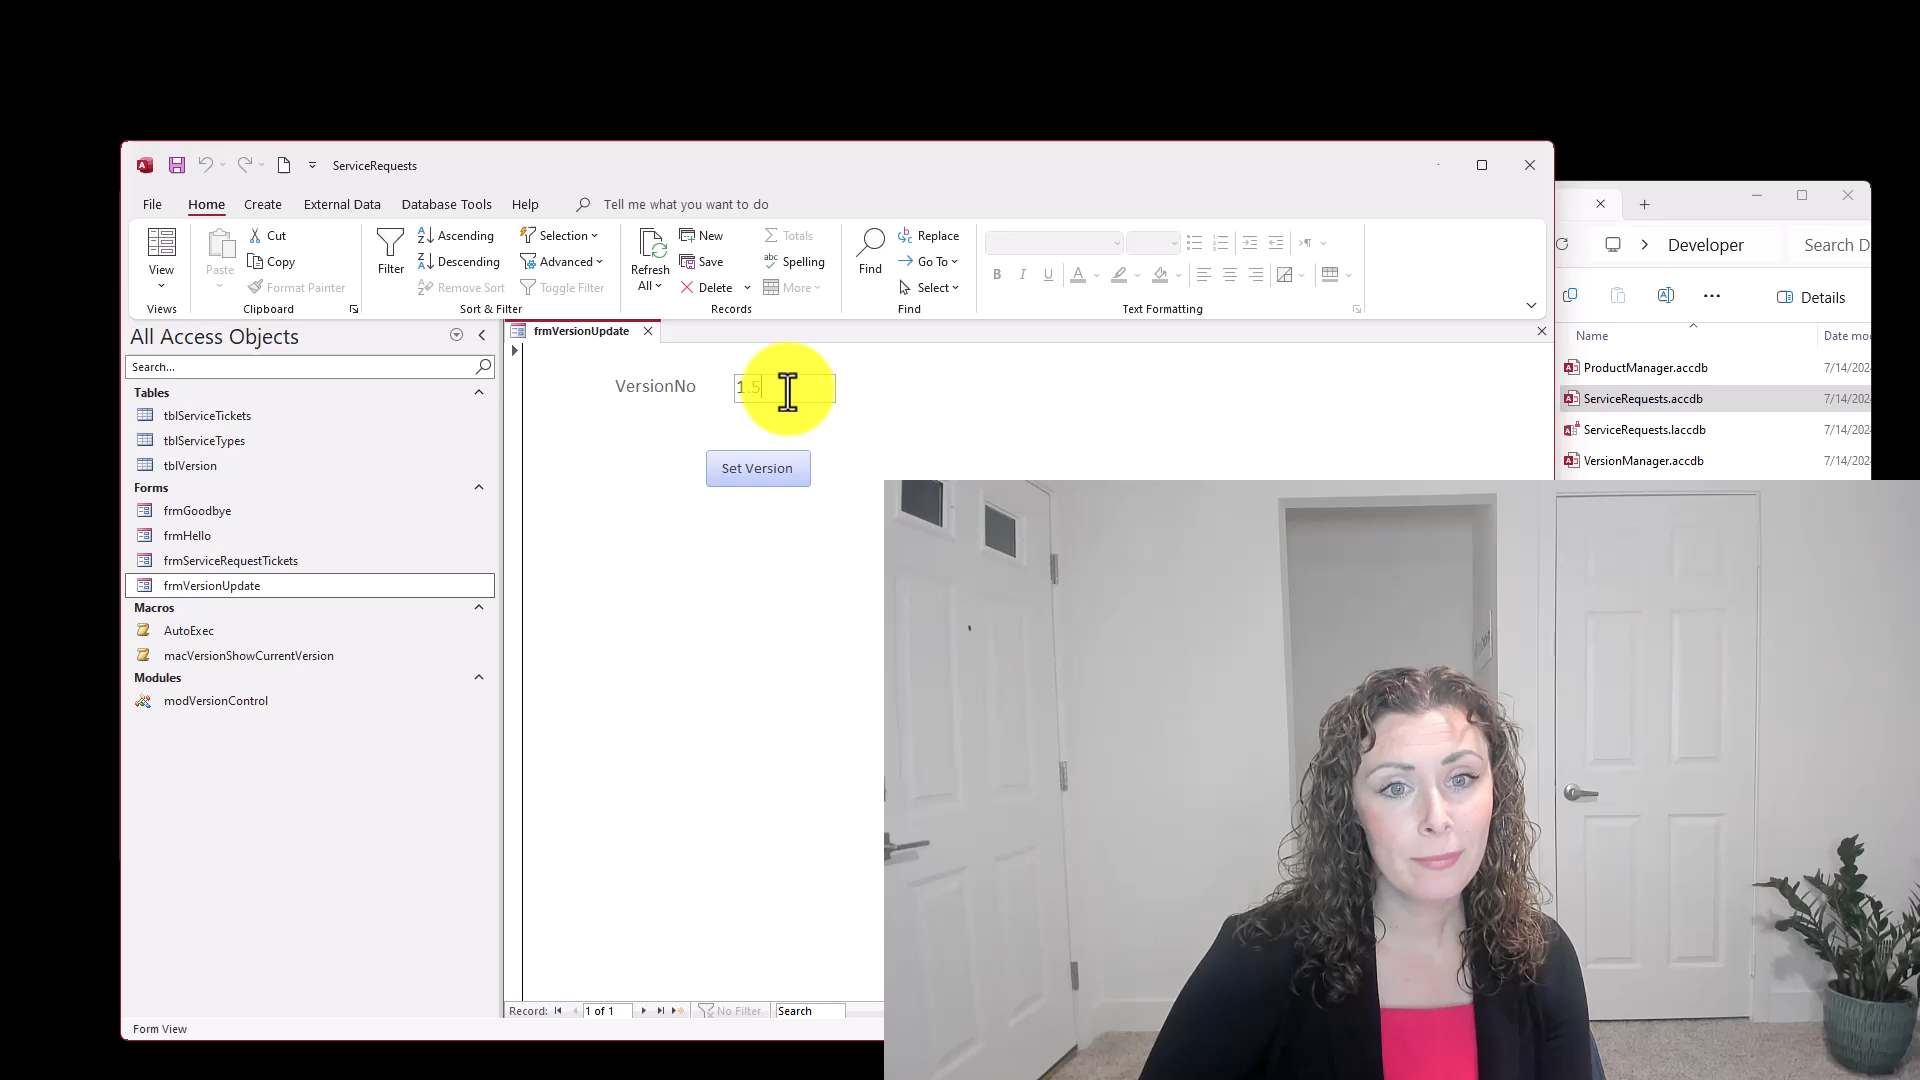 ServiceRequests
File Home Create External Data Database Tools Help Tell me what you want to do
View
Views
Paste
Cut
Copy
Format Painter
Clipboard
Filter
Ascending
Descending
Remove Sort
Selection
Advanced
Toggle Filter
Sort & Filter
Refresh
All
New
Save
Delete
Totals
Spelling
More
Records
Find
Replace
Go To
Select
Find
B I U A
Text Formatting
All Access Objects
Search...
Tables
tblServiceTickets
tblServiceTypes
tblVersion
Forms
frmGoodbye
frmHello
frmServiceRequestTickets
frmVersionUpdate
Macros
AutoExec
macVersionShowCurrentVersion
Modules
modVersionControl
frmVersionUpdate
VersionNo 1.5
Set Version
Record: 1 of 1 No Filter Search
Form View
Developer Search D
Details
Name Date mo
ProductManager.accdb 7/14/202
ServiceRequests.accdb 7/14/202
ServiceRequests.laccdb 7/14/202
VersionManager.accdb 7/14/202